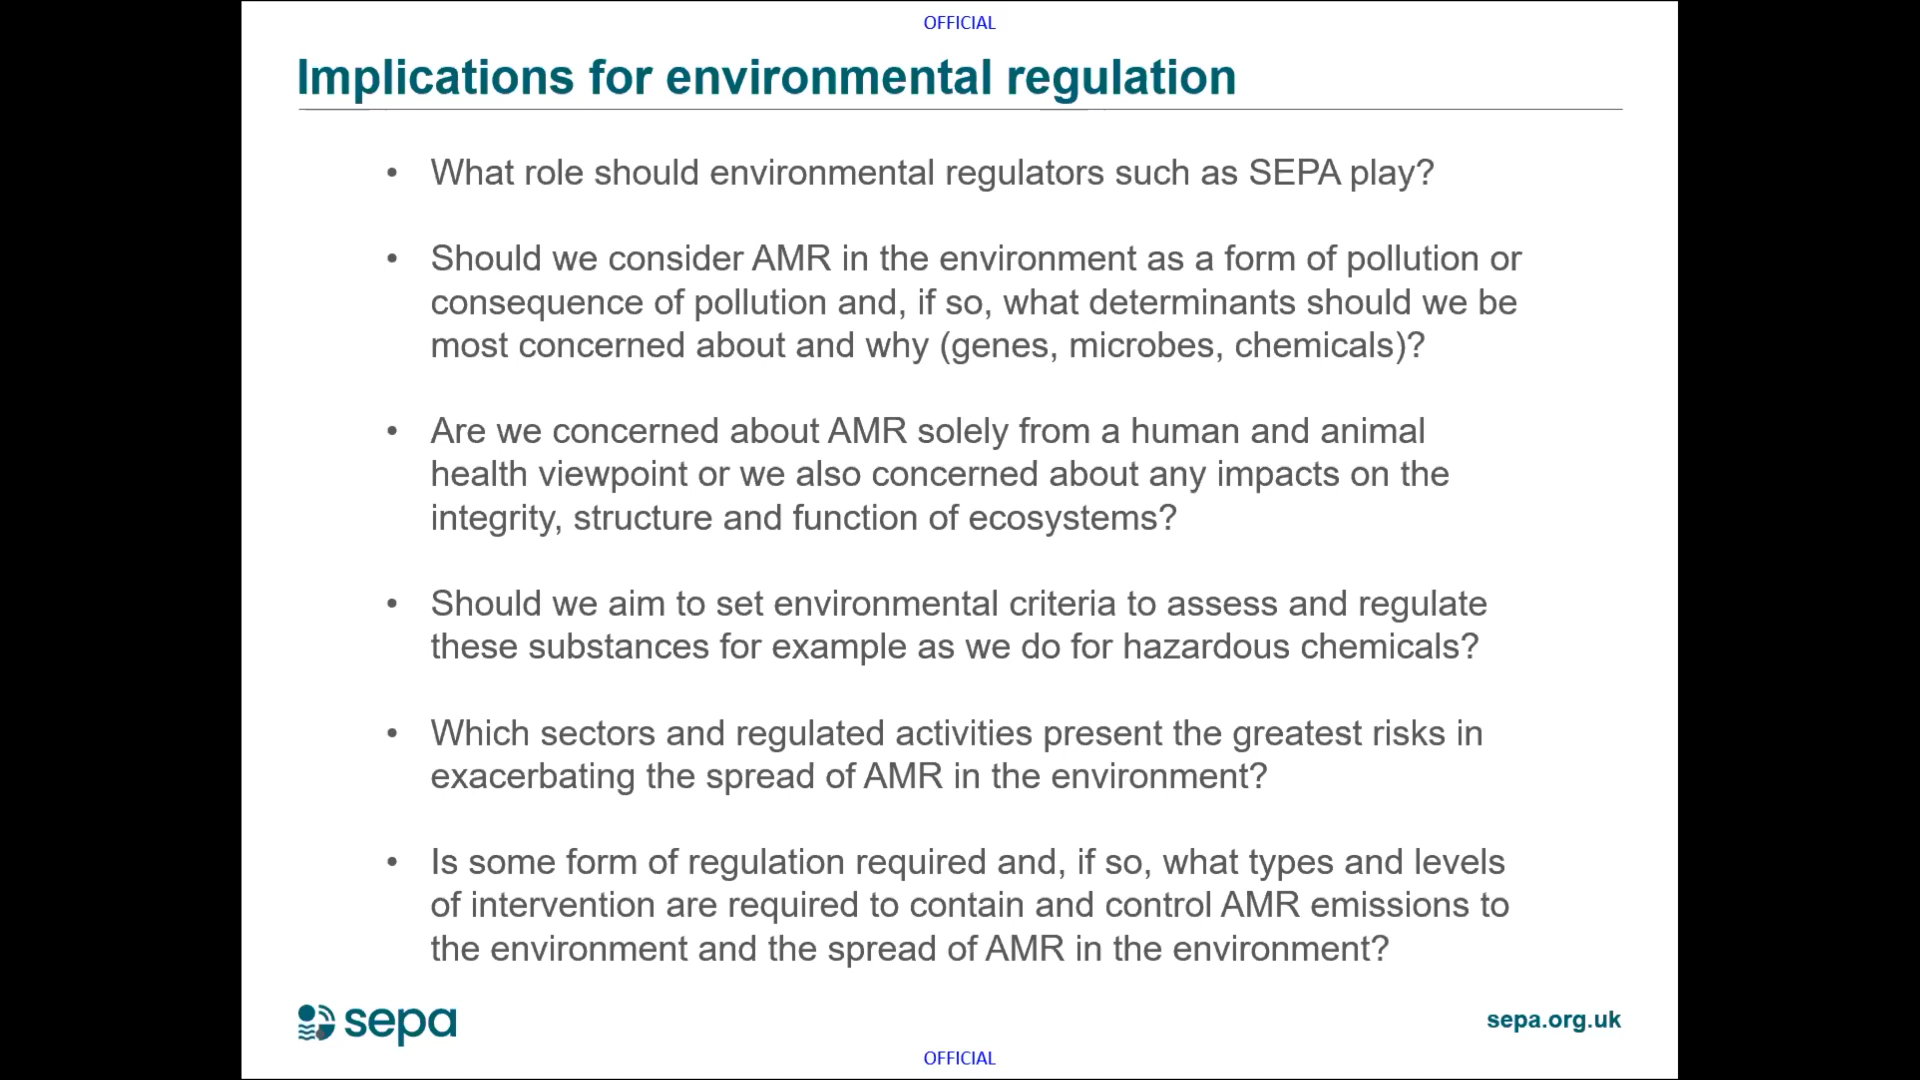 OFFICIAL
Implications for environmental regulation
• What role should environmental regulators such as SEPA play?
• Should we consider AMR in the environment as a form of pollution or
consequence of pollution and, if so, what determinants should we be
most concerned about and why (genes, microbes, chemicals)?
• Are we concerned about AMR solely from a human and animal
health viewpoint or we also concerned about any impacts on the
integrity, structure and function of ecosystems?
• Should we aim to set environmental criteria to assess and regulate
these substances for example as we do for hazardous chemicals?
• Which sectors and regulated activities present the greatest risks in
exacerbating the spread of AMR in the environment?
• Is some form of regulation required and, if so, what types and levels
of intervention are required to contain and control AMR emissions to
the environment and the spread of AMR in the environment?
sepa
sepa.org.uk
OFFICIAL